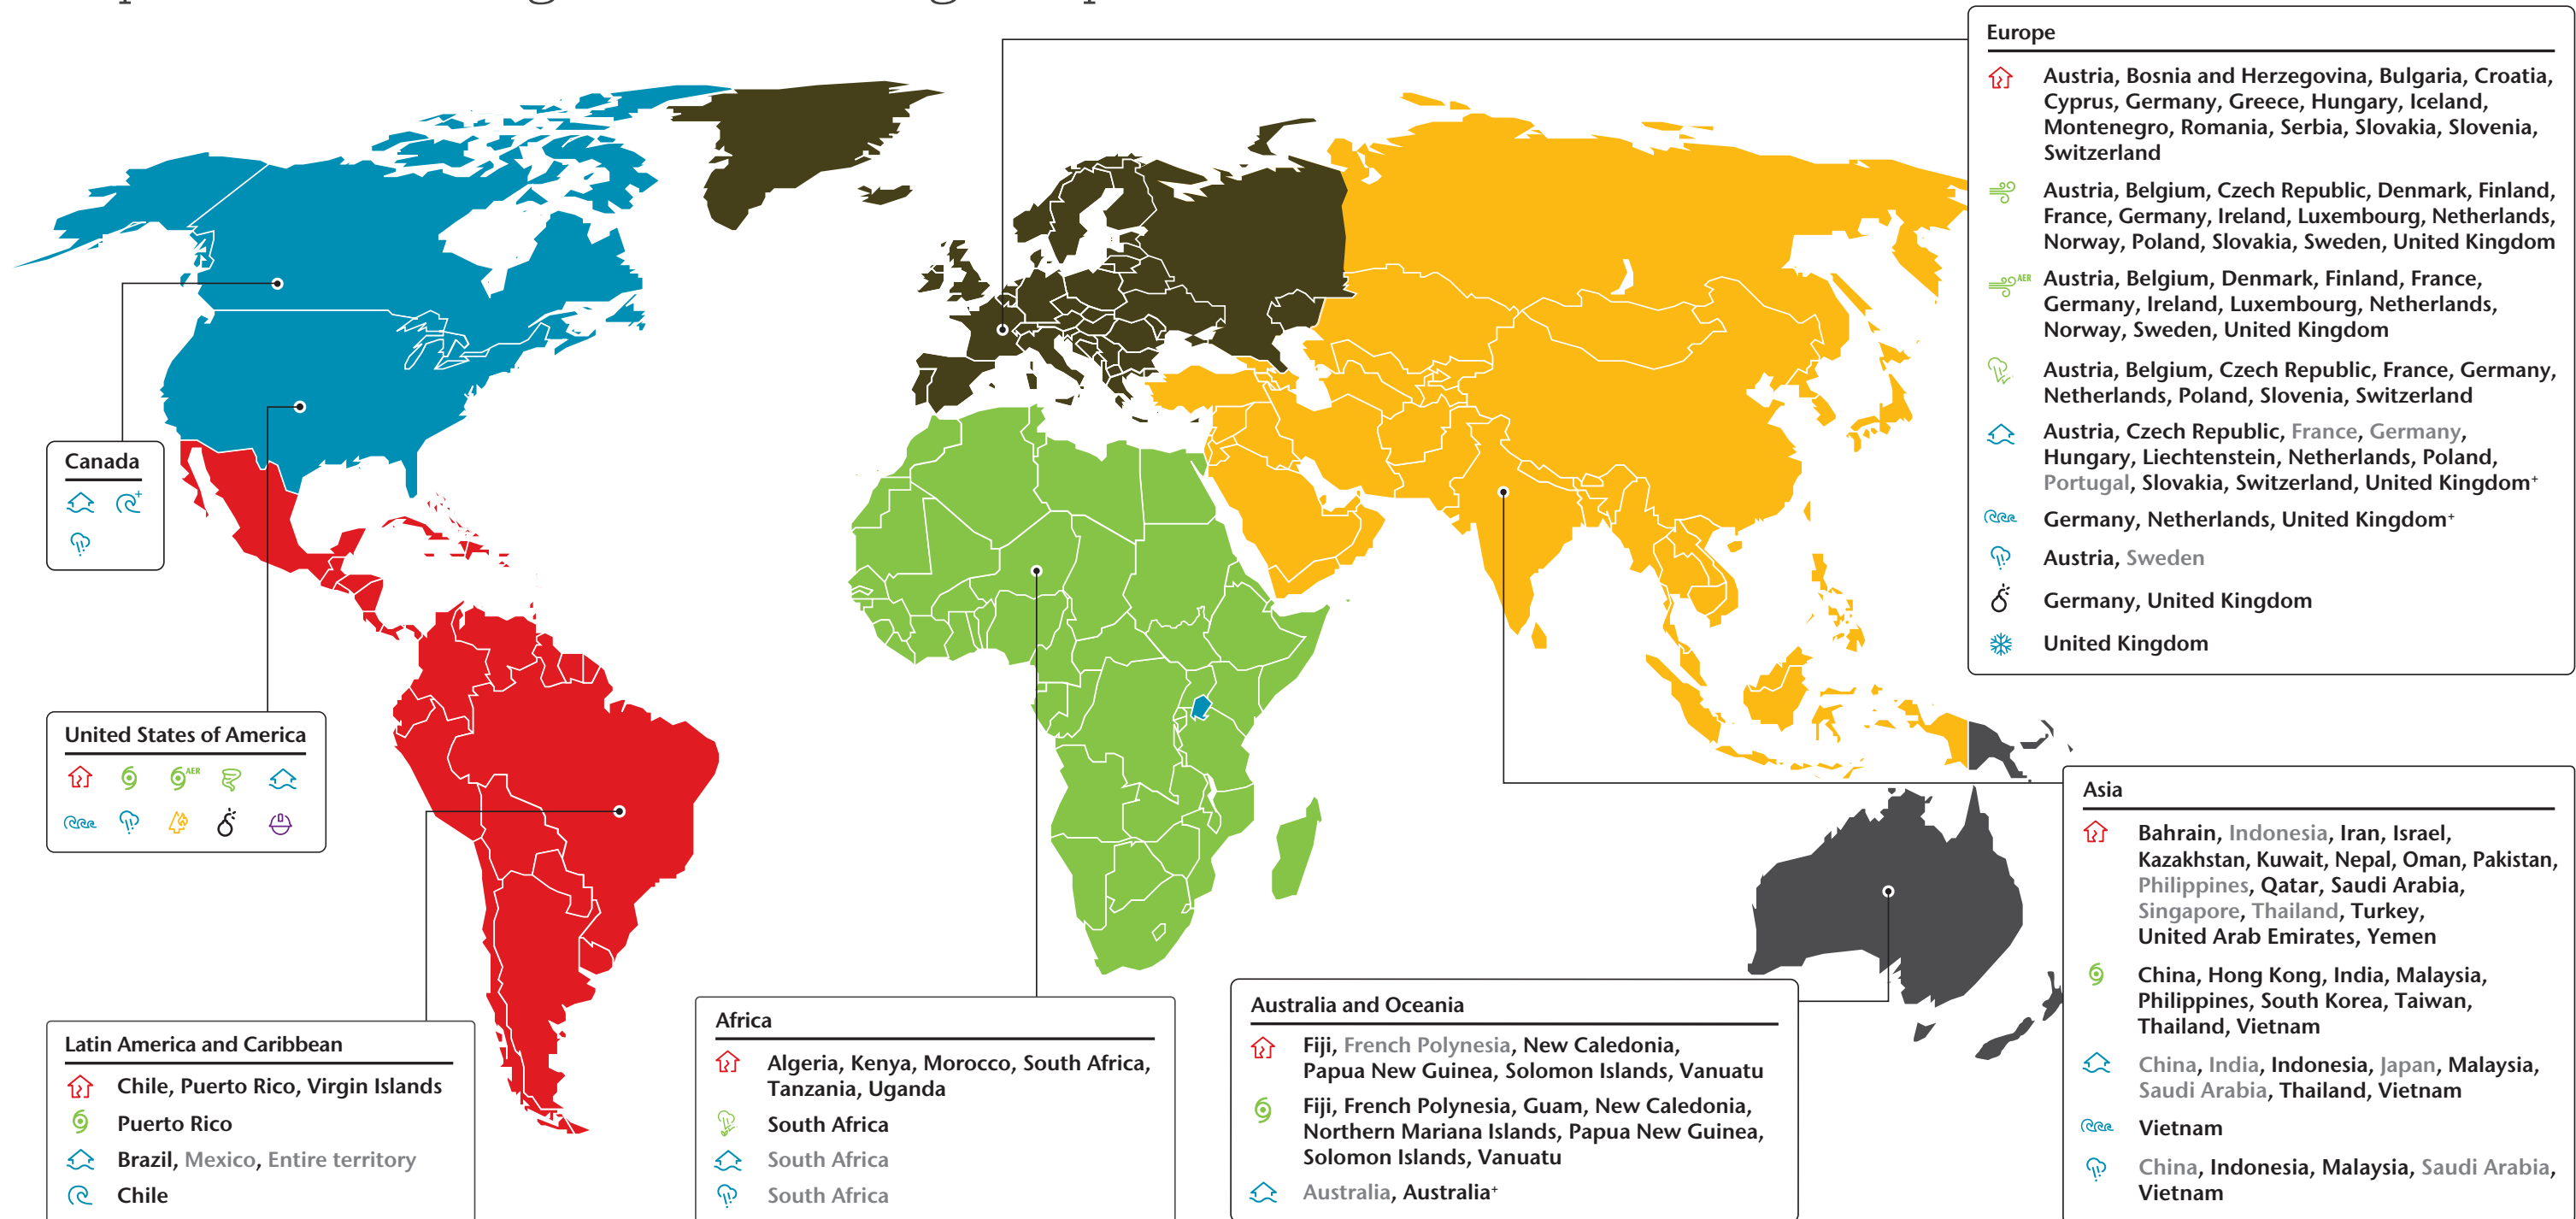 Europe
Austria, Bosnia and Herzegovina, Bulgaria, Croatia,
Cyprus, Germany, Greece, Hungary, Iceland,
Montenegro, Romania, Serbia, Slovakia, Slovenia,
Switzerland
Austria, Belgium, Czech Republic, Denmark, Finland,
France, Germany, Ireland, Luxembourg, Netherlands,
Norway, Poland, Slovakia, Sweden, United Kingdom
AER
Austria, Belgium, Denmark, Finland, France,
Germany, Ireland, Luxembourg, Netherlands,
Norway, Sweden, United Kingdom
Austria, Belgium, Czech Republic, France, Germany,
Netherlands, Poland, Slovenia, Switzerland
Austria, Czech Republic, France, Germany,
Hungary, Liechtenstein, Netherlands, Poland,
Portugal, Slovakia, Switzerland, United Kingdom+
Germany, Netherlands, United Kingdom+
Austria, Sweden
Germany, United Kingdom
United Kingdom
Canada
+
United States of America
AER
Asia
Bahrain, Indonesia, Iran, Israel,
Kazakhstan, Kuwait, Nepal, Oman, Pakistan,
Philippines, Qatar, Saudi Arabia,
Singapore, Thailand, Turkey,
United Arab Emirates, Yemen
China, Hong Kong, India, Malaysia,
Philippines, South Korea, Taiwan,
Thailand, Vietnam
China, India, Indonesia, Japan, Malaysia,
Saudi Arabia, Thailand, Vietnam
Vietnam
China, Indonesia, Malaysia, Saudi Arabia,
Vietnam
Latin America and Caribbean
Chile, Puerto Rico, Virgin Islands
Puerto Rico
Brazil, Mexico, Entire territory
Chile
Africa
Algeria, Kenya, Morocco, South Africa,
Tanzania, Uganda
South Africa
South Africa
South Africa
Australia and Oceania
Fiji, French Polynesia, New Caledonia,
Papua New Guinea, Solomon Islands, Vanuatu
Fiji, French Polynesia, Guam, New Caledonia,
Northern Mariana Islands, Papua New Guinea,
Solomon Islands, Vanuatu
Australia, Australia+